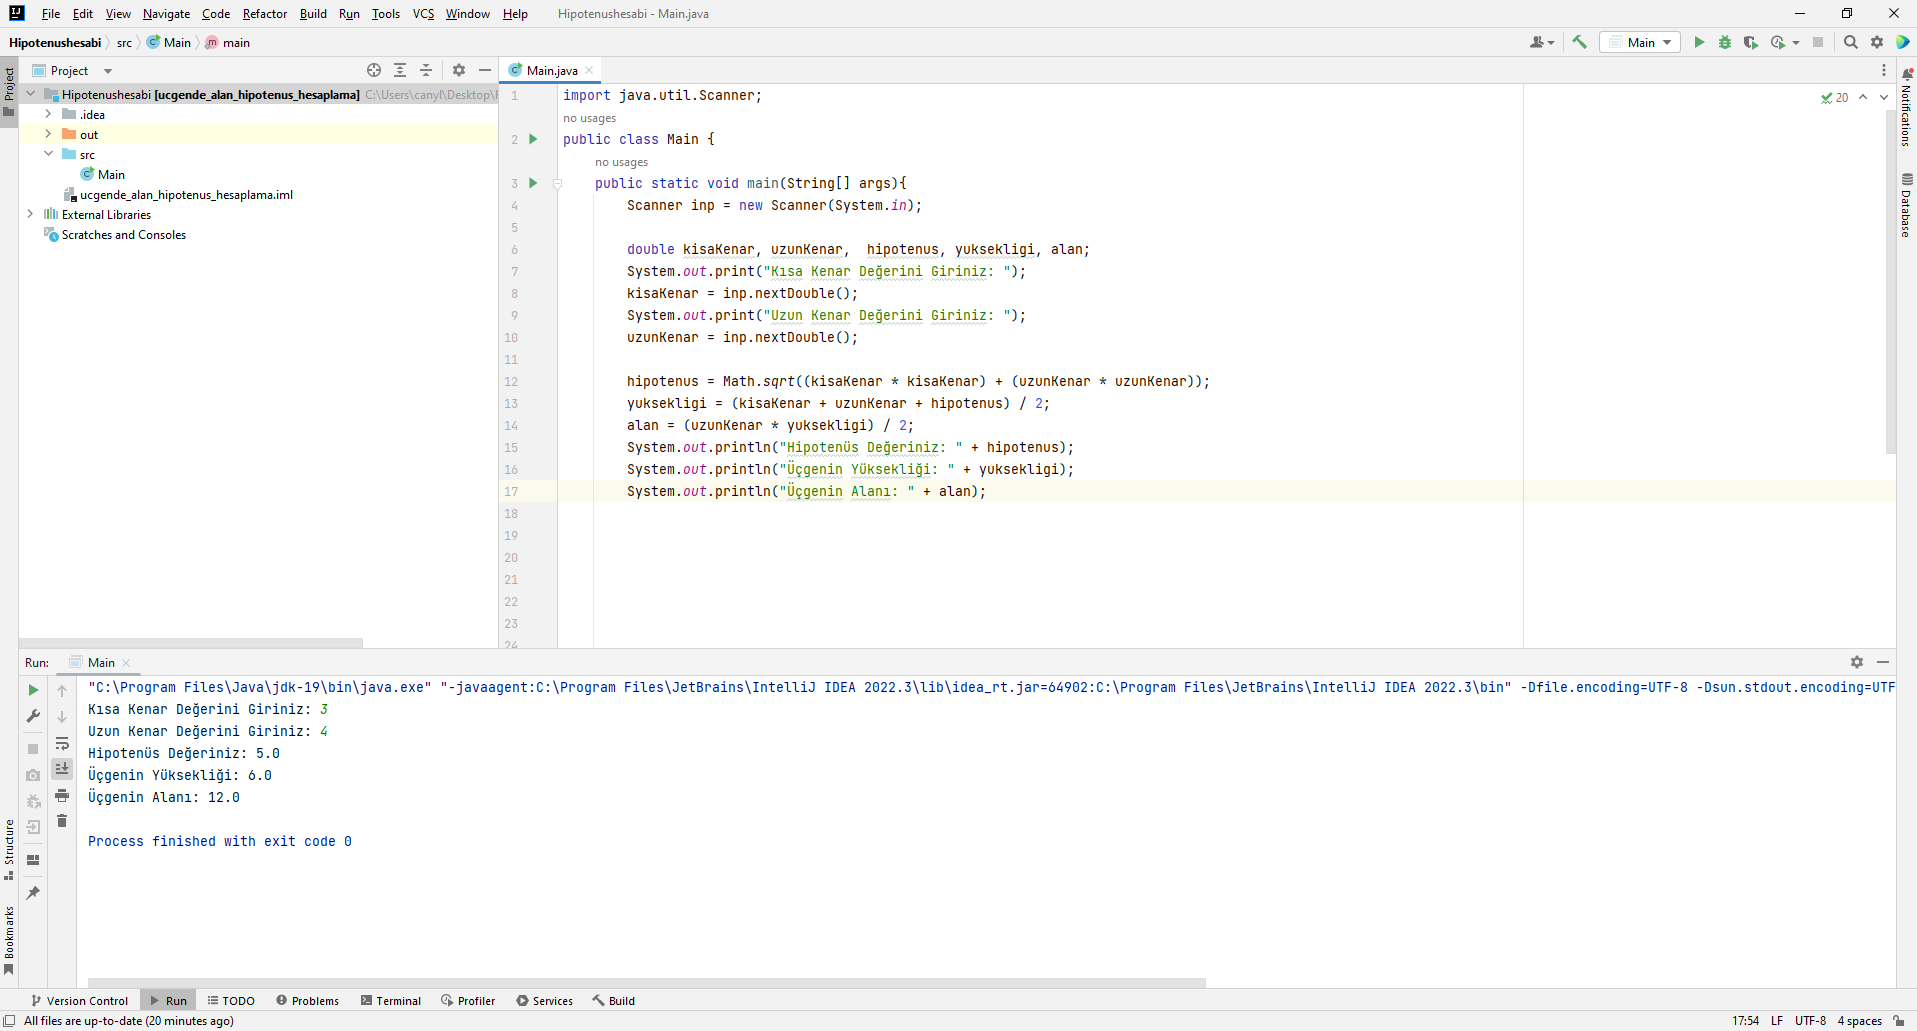 File Edit View Navigate Code Refactor Build Run Tools VCS Window Help Hipotenushesabi - Main.java
Hipotenushesabi src Main main Main
Project Main.java
Project
Hipotenushesabi [ucgende_alan_hipotenus_hesaplama] C:\Users\canyl\Desktop\
.idea
out
src
Main
ucgende_alan_hipotenus_hesaplama.iml
External Libraries
Scratches and Consoles
20
1 import java.util.Scanner;
no usages
2 public class Main {
no usages
3 public static void main(String[] args){
4 Scanner inp = new Scanner(System.in);
5
6 double kisaKenar, uzunKenar,  hipotenus, yuksekligi, alan;
7 System.out.print("Kısa Kenar Değerini Giriniz: ");
8 kisaKenar = inp.nextDouble();
9 System.out.print("Uzun Kenar Değerini Giriniz: ");
10 uzunKenar = inp.nextDouble();
11
12 hipotenus = Math.sqrt((kisaKenar * kisaKenar) + (uzunKenar * uzunKenar));
13 yuksekligi = (kisaKenar + uzunKenar + hipotenus) / 2;
14 alan = (uzunKenar * yuksekligi) / 2;
15 System.out.println("Hipotenüs Değeriniz: " + hipotenus);
16 System.out.println("Üçgenin Yüksekliği: " + yuksekligi);
17 System.out.println("Üçgenin Alanı: " + alan);
18
19
20
21
22
23
24
Notifications
Database
Run: Main
"C:\Program Files\Java\jdk-19\bin\java.exe" "-javaagent:C:\Program Files\JetBrains\IntelliJ IDEA 2022.3\lib\idea_rt.jar=64902:C:\Program Files\JetBrains\IntelliJ IDEA 2022.3\bin" -Dfile.encoding=UTF-8 -Dsun.stdout.encoding=UTF
Kısa Kenar Değerini Giriniz: 3
Uzun Kenar Değerini Giriniz: 4
Hipotenüs Değeriniz: 5.0
Üçgenin Yüksekliği: 6.0
Üçgenin Alanı: 12.0
Process finished with exit code 0
Structure
Bookmarks
Version Control Run TODO Problems Terminal Profiler Services Build
All files are up-to-date (20 minutes ago) 17:54 LF UTF-8 4 spaces